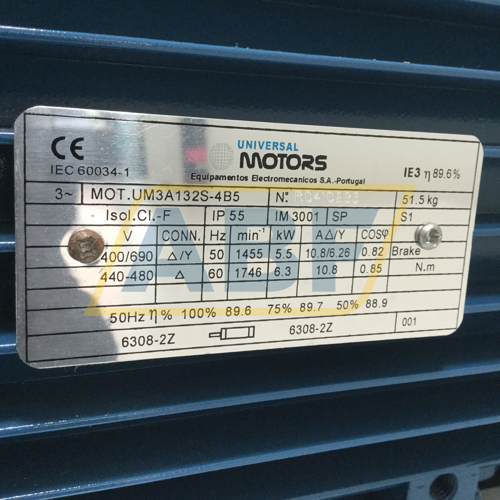 CE
UNIVERSAL
MOTORS
IEC 60034-1
Equipamentos Electromecanicos S.A.-Portugal
IE3 η 89.6%
3~ MOT.UM3A132S-4B5 N:
51.5 kg
Isol.Cl.-F IP 55 IM 3001 SP S1
V CONN. Hz min⁻¹ kW A△/Y COSφ
400/690 △/Y 50 1455 5.5 10.8/6.26 0.82 Brake
440-480 △ 60 1746 6.3 10.8 0.85 N.m
50Hz η% 100% 89.6 75% 89.7 50% 88.9
6308-2Z 6308-2Z 001
ABF